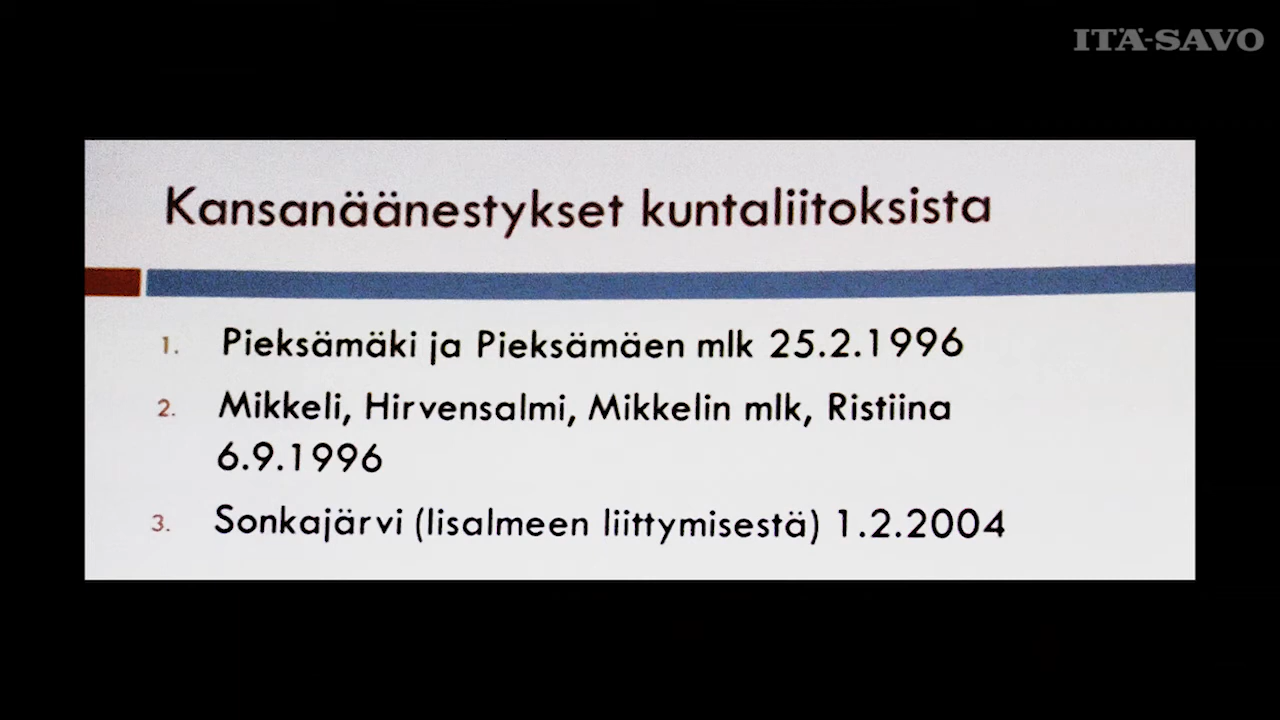 ITÄ-SAVO
Kansanäänestykset kuntaliitoksista
1. Pieksämäki ja Pieksämäen mlk 25.2.1996
2. Mikkeli, Hirvensalmi, Mikkelin mlk, Ristiina
6.9.1996
3. Sonkajärvi (Iisalmeen liittymisestä) 1.2.2004